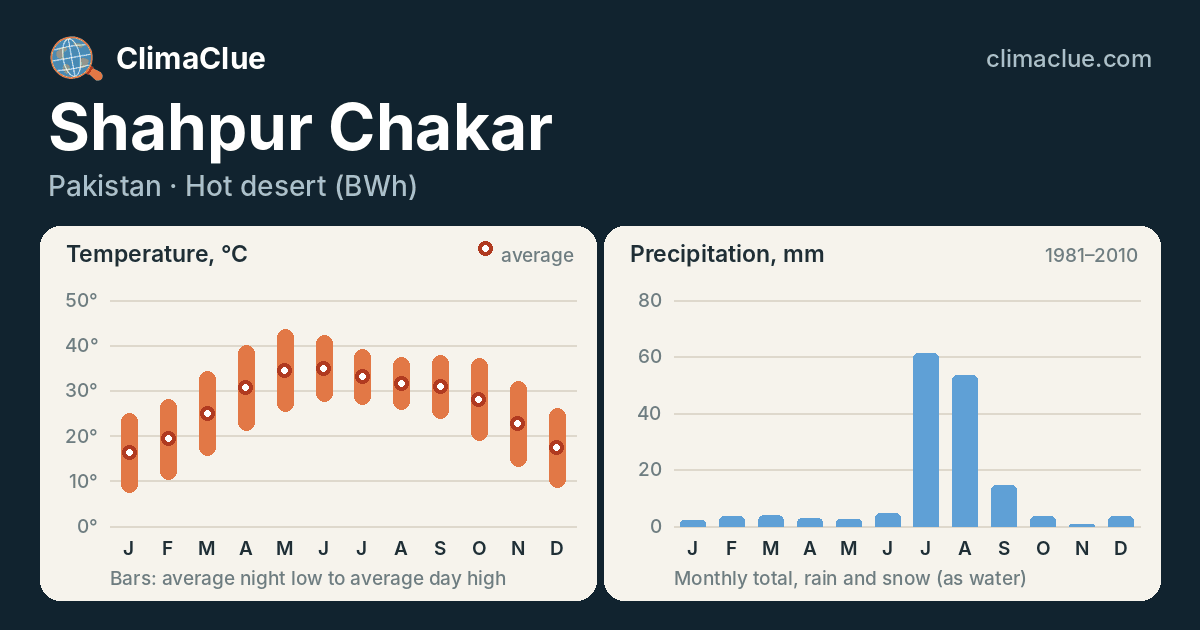 ClimaClue
climaclue.com
Shahpur Chakar
Pakistan · Hot desert (BWh)
Temperature, °C
average
50°
40°
30°
20°
10°
0°
J F M A M J J A S O N D
Bars: average night low to average day high
Precipitation, mm
1981–2010
80
60
40
20
0
J F M A M J J A S O N D
Monthly total, rain and snow (as water)